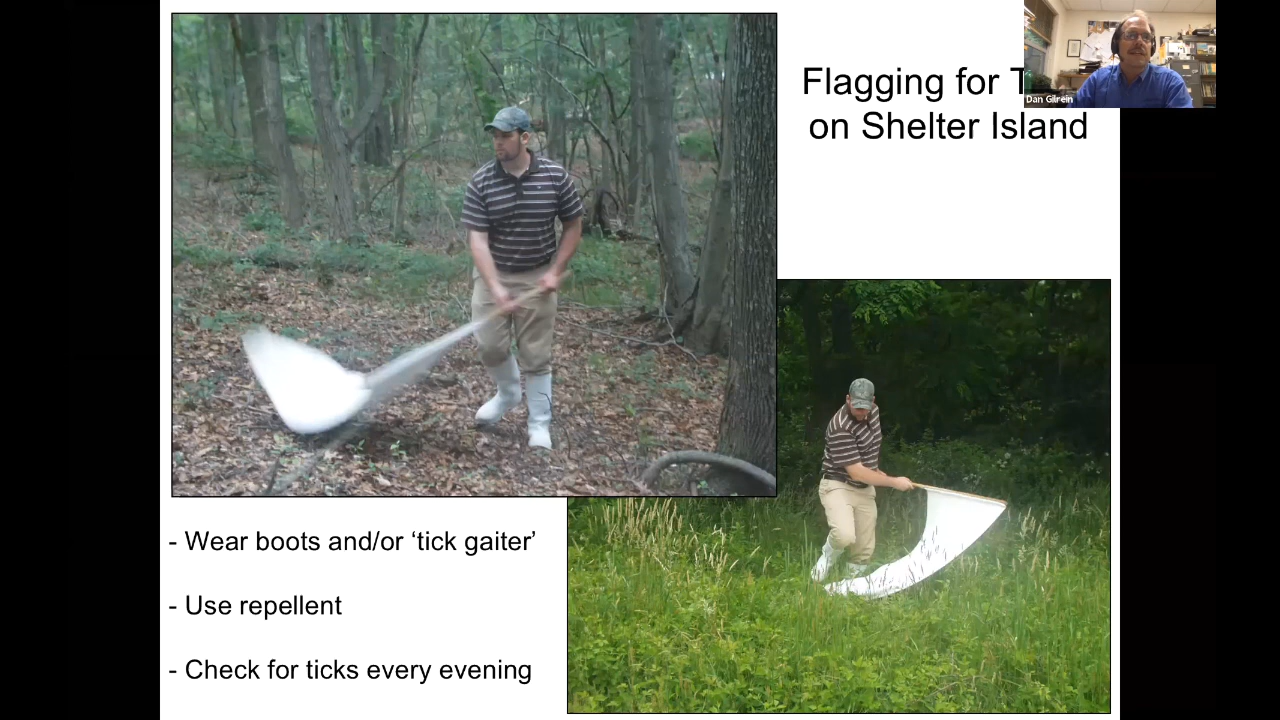 Flagging for
on Shelter Island
Dan Gilrein
- Wear boots and/or ‘tick gaiter’
- Use repellent
- Check for ticks every evening